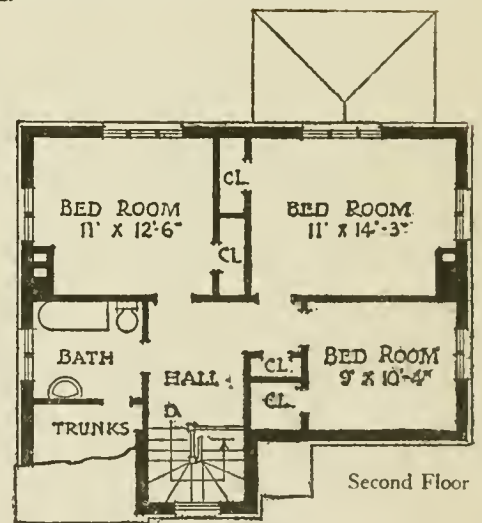 BED ROOM
11' X 12'-6"
CL.
CL
BED ROOM
11' X 14'-3"
BATH
HALL
D.
TRUNKS
CL.
CL.
BED ROOM
9' X 10'-4"
Second Floor